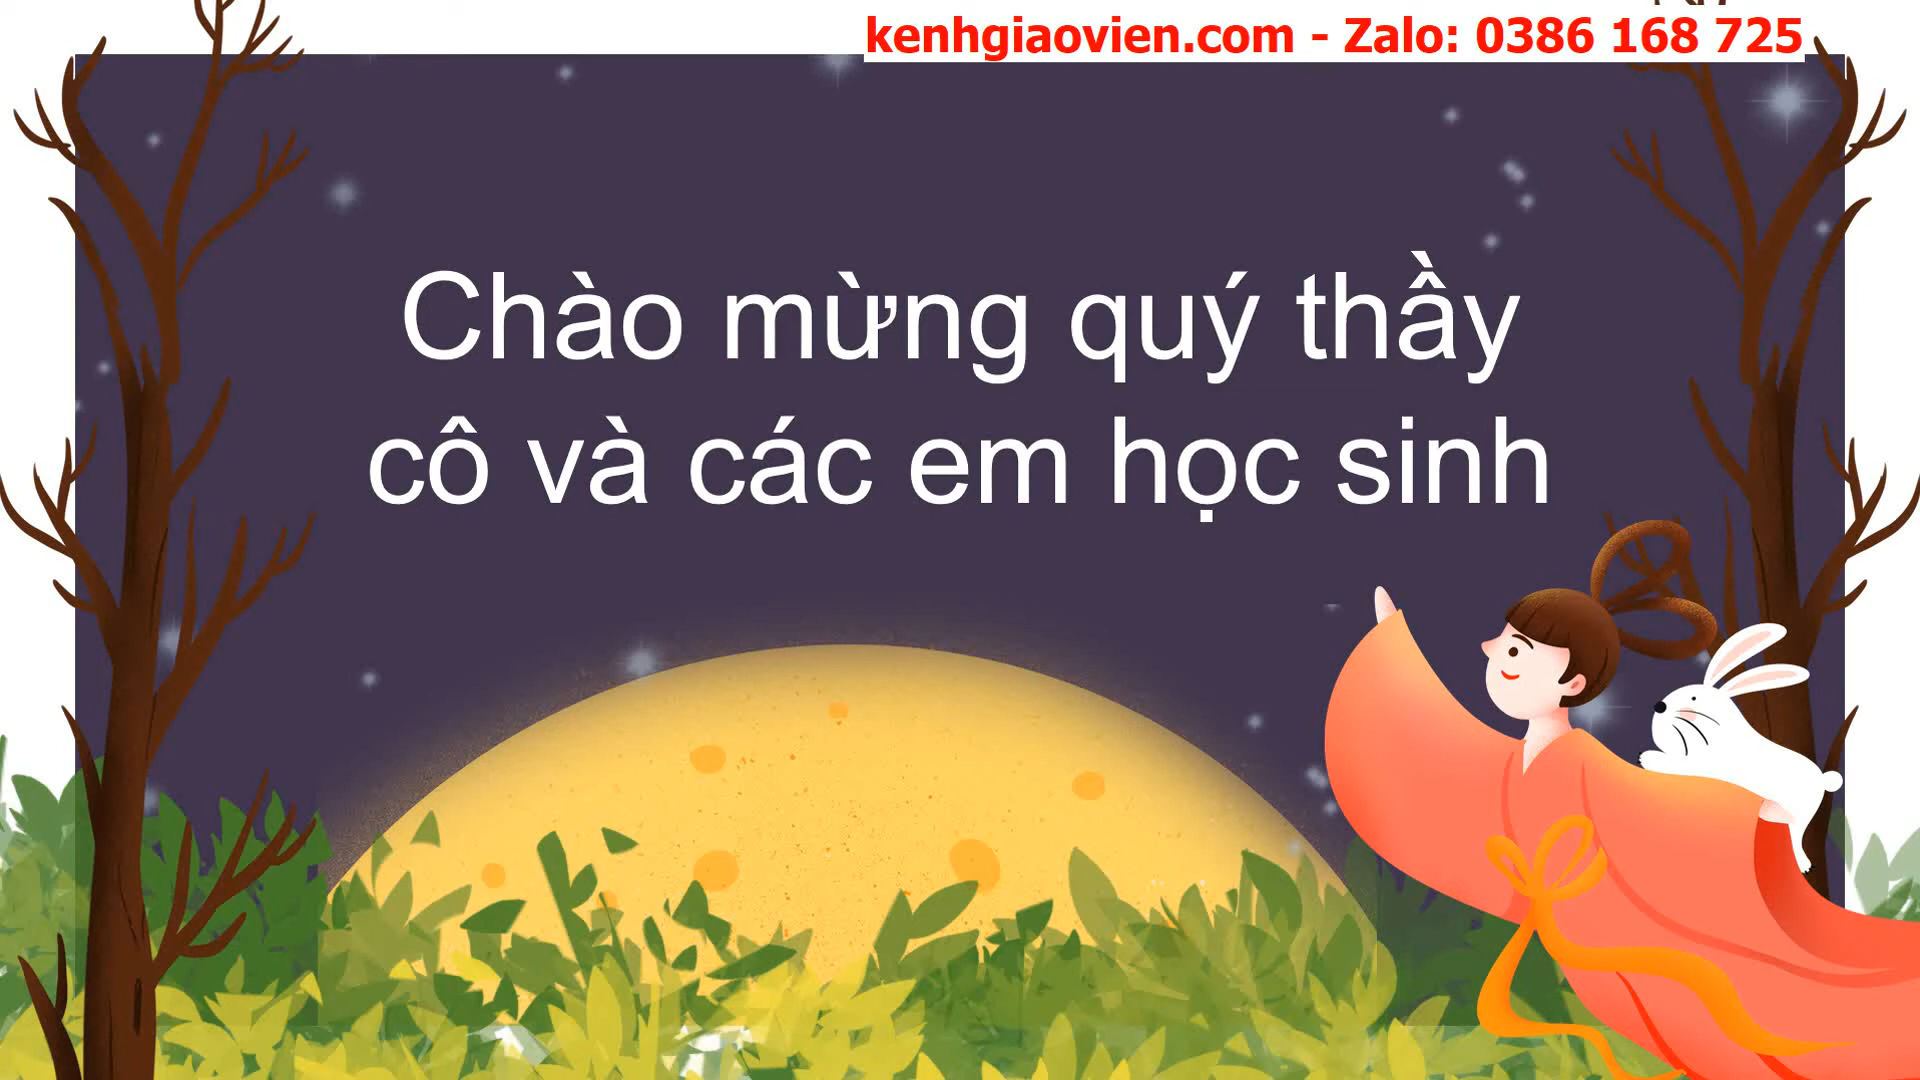 kenhgiaovien.com - Zalo: 0386 168 725
Chào mừng quý thầy
cô và các em học sinh